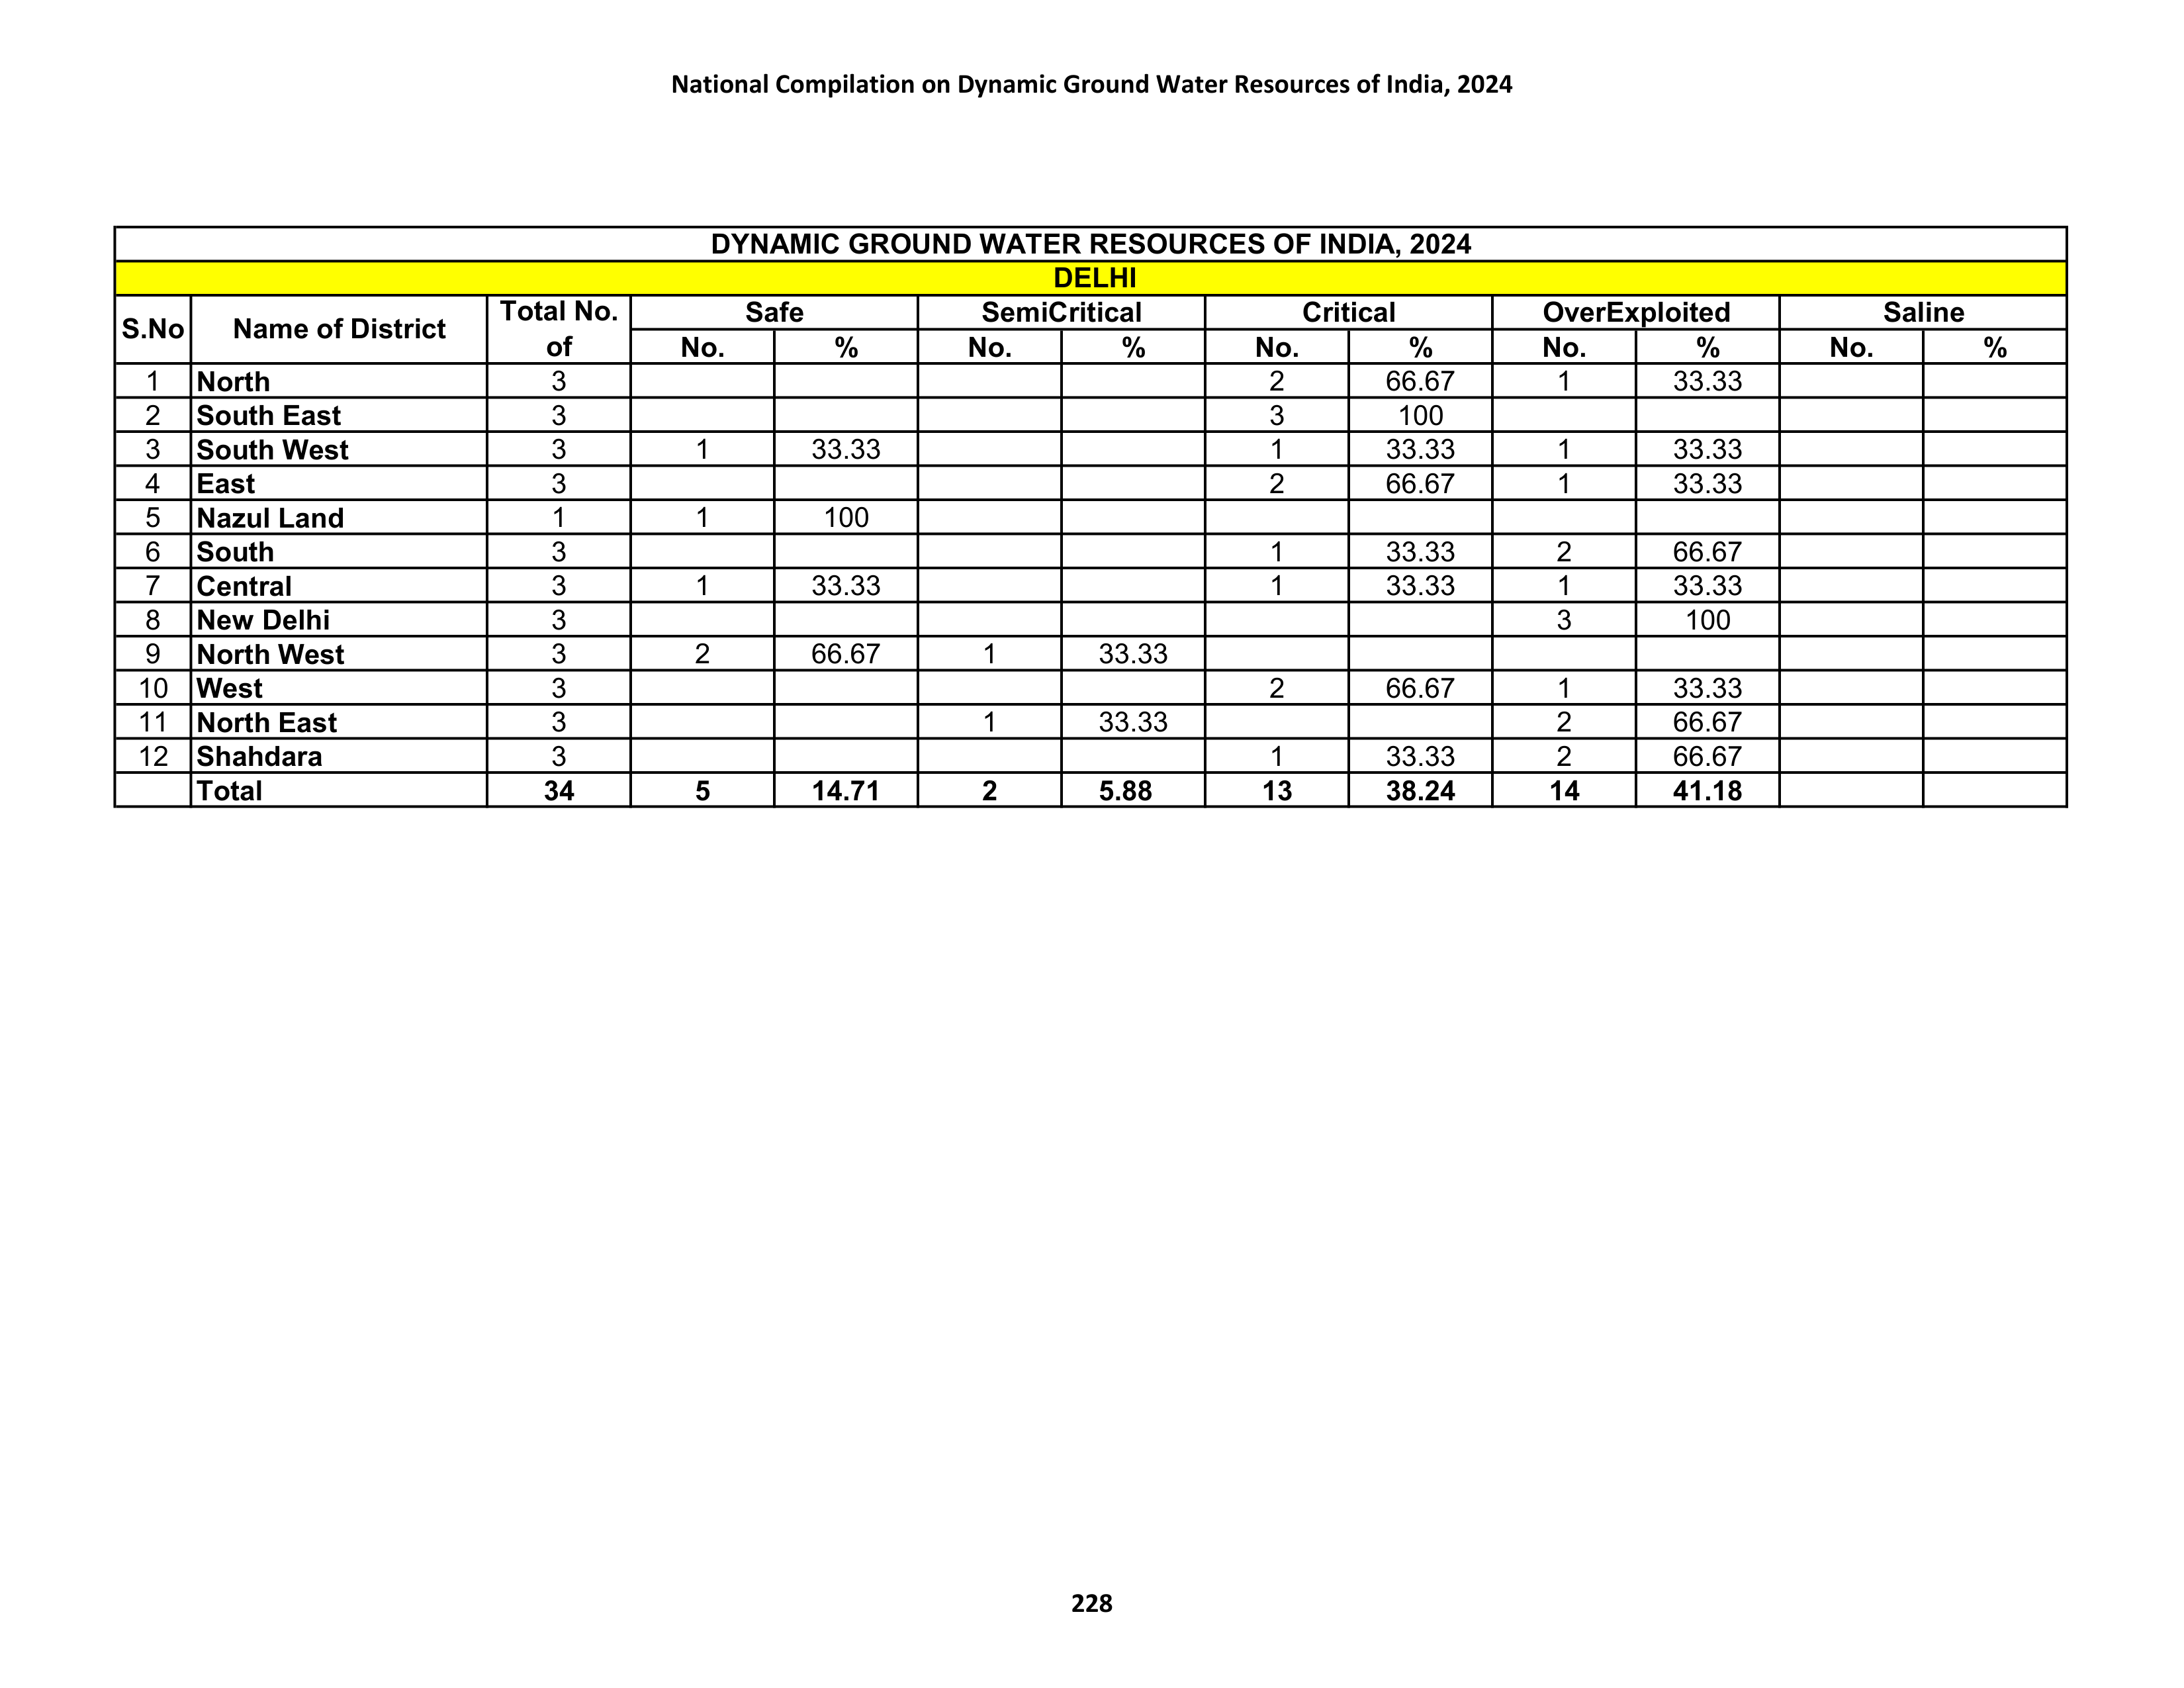 National Compilation on Dynamic Ground Water Resources of India, 2024
DYNAMIC GROUND WATER RESOURCES OF INDIA, 2024
DELHI
S.No Name of District Total No. of Safe SemiCritical Critical OverExploited Saline
No. % No. % No. % No. % No. %
1 North 3 2 66.67 1 33.33
2 South East 3 3 100
3 South West 3 1 33.33 1 33.33 1 33.33
4 East 3 2 66.67 1 33.33
5 Nazul Land 1 1 100
6 South 3 1 33.33 2 66.67
7 Central 3 1 33.33 1 33.33 1 33.33
8 New Delhi 3 3 100
9 North West 3 2 66.67 1 33.33
10 West 3 2 66.67 1 33.33
11 North East 3 1 33.33 2 66.67
12 Shahdara 3 1 33.33 2 66.67
Total 34 5 14.71 2 5.88 13 38.24 14 41.18
228